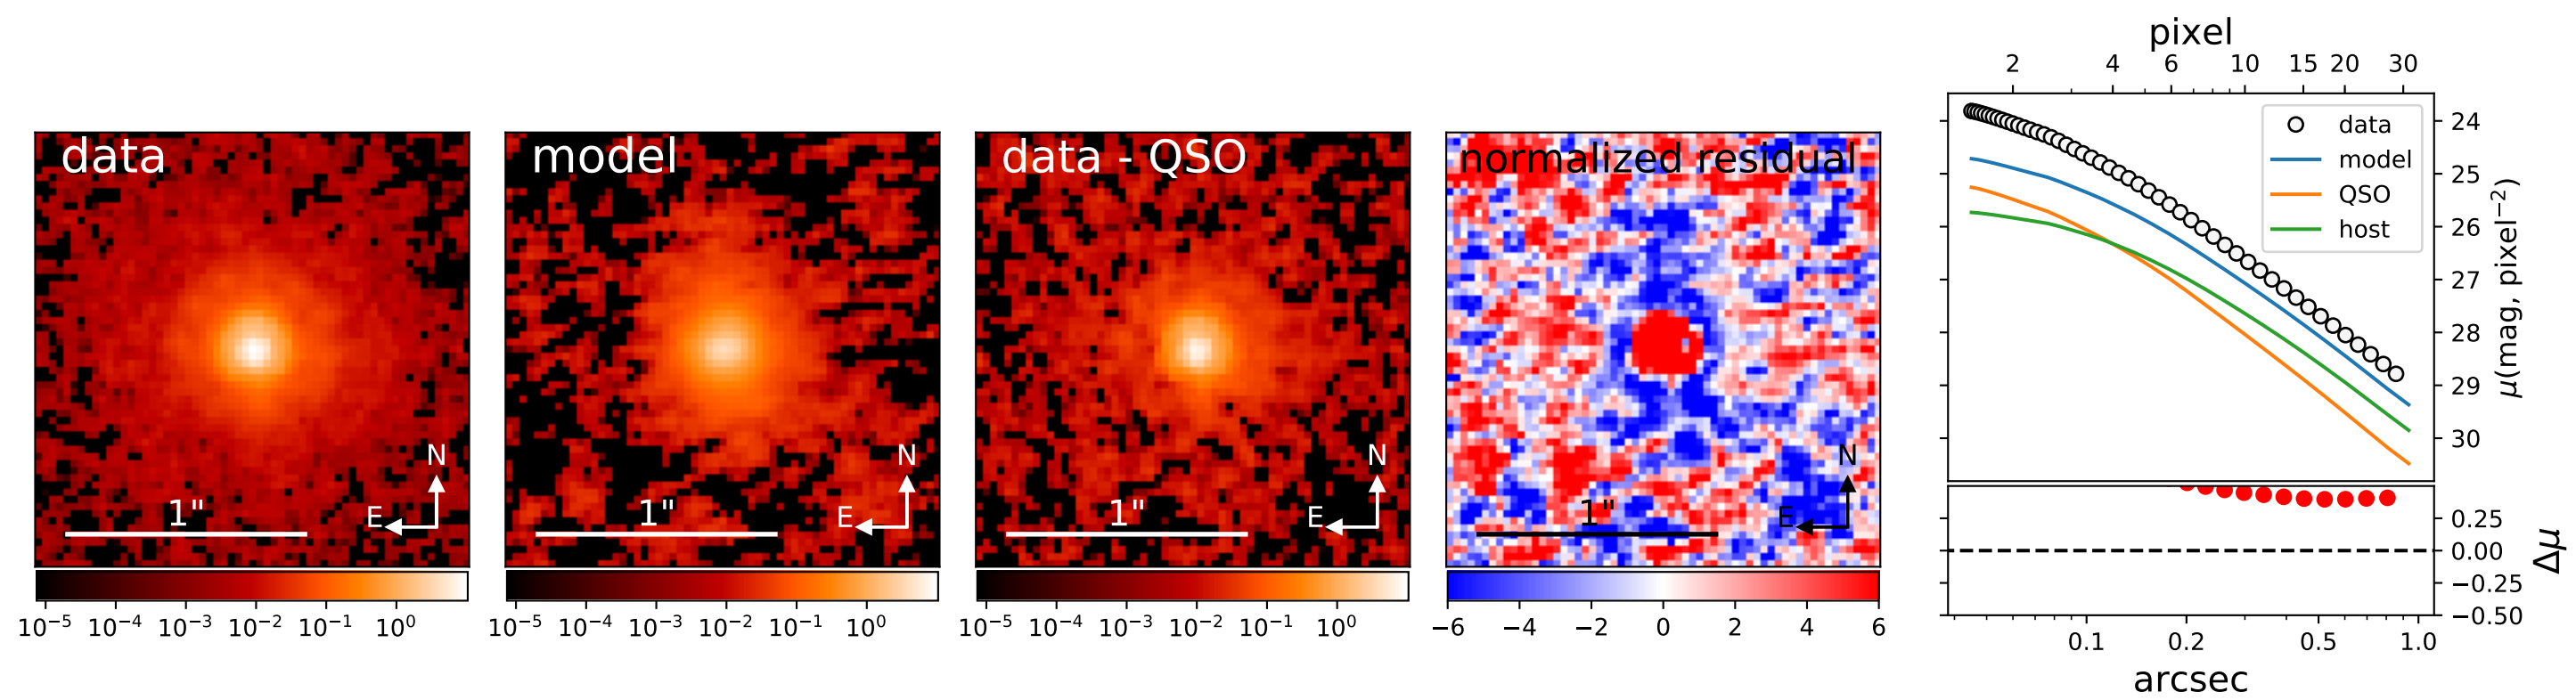 data
N
E
1"
10⁻⁵ 10⁻⁴ 10⁻³ 10⁻² 10⁻¹ 10⁰
model
N
E
1"
10⁻⁵ 10⁻⁴ 10⁻³ 10⁻² 10⁻¹ 10⁰
data - QSO
N
E
1"
10⁻⁵ 10⁻⁴ 10⁻³ 10⁻² 10⁻¹ 10⁰
normalized residual
N
E
1"
−6 −4 −2 0 2 4 6
pixel
2 4 6 10 15 20 30
data
model
QSO
host
24
25
26
27
28
29
30
μ(mag, pixel⁻²)
0.25
0.00
−0.25
−0.50
Δμ
0.1 0.2 0.5 1.0
arcsec